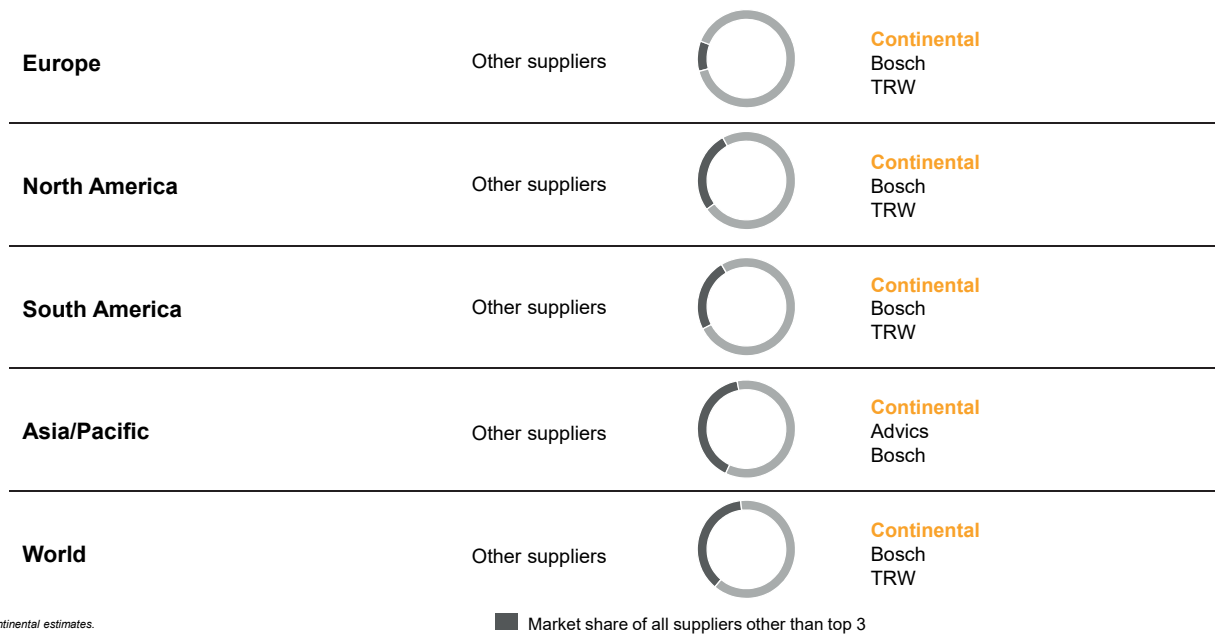 Europe
Other suppliers
Continental
Bosch
TRW
North America
Other suppliers
Continental
Bosch
TRW
South America
Other suppliers
Continental
Bosch
TRW
Asia/Pacific
Other suppliers
Continental
Advics
Bosch
World
Other suppliers
Continental
Bosch
TRW
estimates.
Market share of all suppliers other than top 3